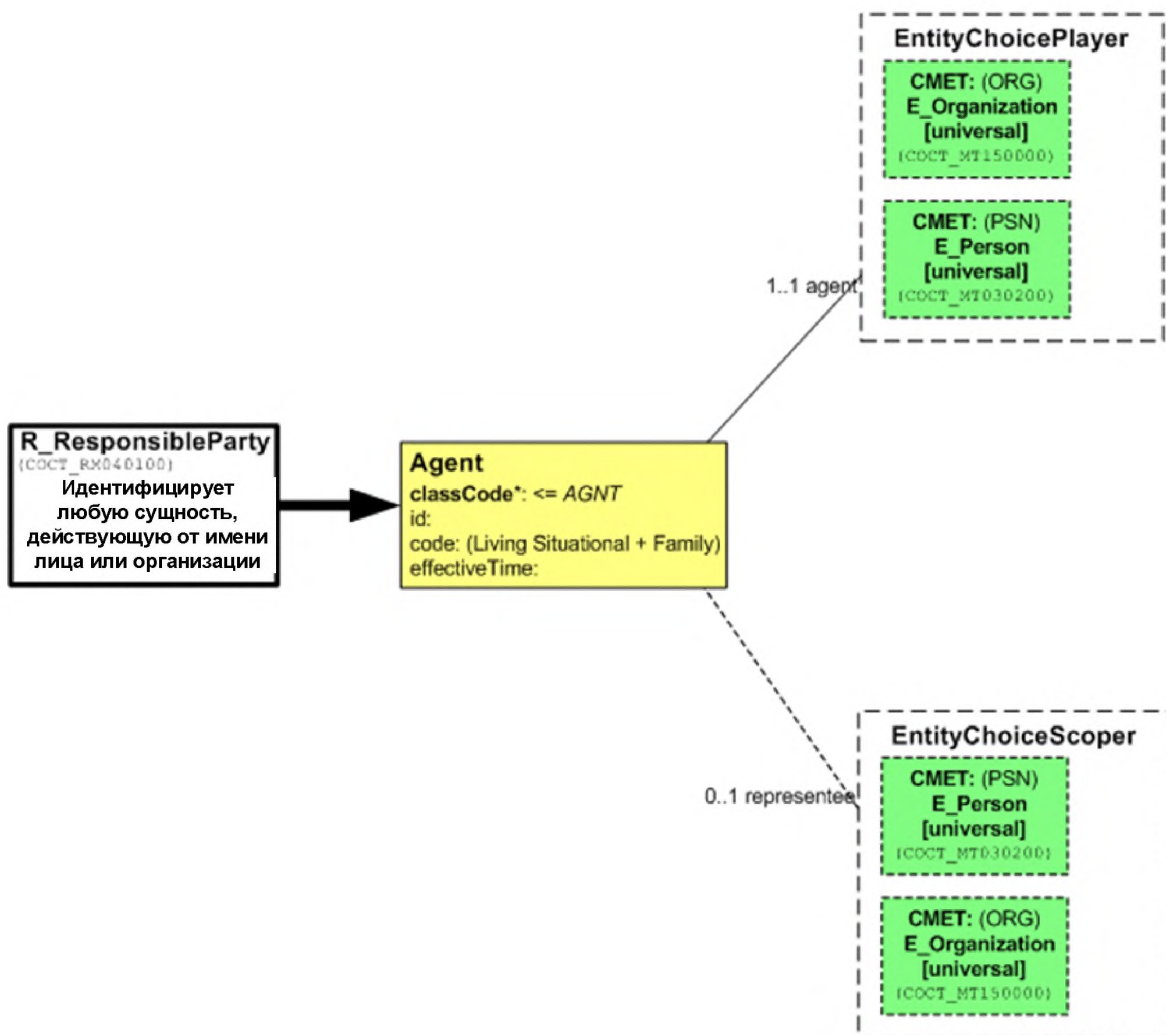 EntityChoicePlayer
CMET: (ORG)
E_Organization
[universal]
(COCT_MT150000)
CMET: (PSN)
E_Person
[universal]
(COCT_MT030200)
1..1 agent
R_ResponsibleParty
(COCT_RM040100)
Идентифицирует
любую сущность,
действующую от имени
лица или организации
Agent
classCode*: <= AGNT
id:
code: (Living Situational + Family)
effectiveTime:
EntityChoiceScoper
0..1 representee
CMET: (PSN)
E_Person
[universal]
(COCT_MT030200)
CMET: (ORG)
E_Organization
[universal]
(COCT_MT150000)